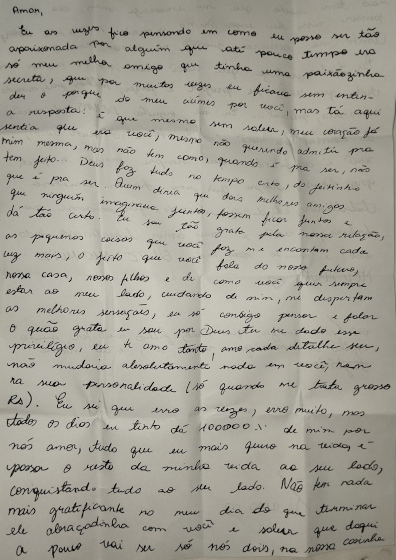 Amor,
Eu as vezes fico pensando em como eu posso ser tão
apaixonada por alguém que até pouco tempo era
só meu melhor amigo que tinha uma paixãozinha
secreta, que por muitas vezes eu ficava sem enten-
der o porque do meu ciúmes por você, mas tá aqui
a resposta: é que mesmo sem saber, meu coração já
sentia que era você, mesmo não querendo admitir pra
mim mesma, mas não tem como, quando é pra ser, não
tem jeito... Deus faz tudo no tempo certo, do jeitinho
que é pra ser. Quem diria que dois melhores amigos
que ninguém imaginava juntos, fossem ficar juntos e
dá tão certo. Eu sou tão grata pela nossa relação,
as pequenas coisas que você faz me encantam cada
vez mais, o jeito que você fala do nosso futuro,
nossa casa, nossos filhos e de como você quer sempre
estar ao meu lado, cuidando de mim, me despertam
as melhores sensações, eu só consigo pensar e falar
o quão grata eu sou por Deus ter me dado esse
privilégio, eu te amo tanto, amo cada detalhe seu,
não mudaria absolutamente nada em você, nem
na sua personalidade (só quando me trata grosso
Rs). Eu sei que erro as vezes, erro muito, mas
todos os dias eu tento dá 100000% de mim por
nós amor, tudo que eu mais quero na vida, é
passar o resto da minha vida ao seu lado,
conquistando tudo ao seu lado. Não tem nada
mais gratificante no meu dia do que terminar
ele abraçadinha com você e saber que daqui
a pouco vai ser só nós dois, na nossa casinha